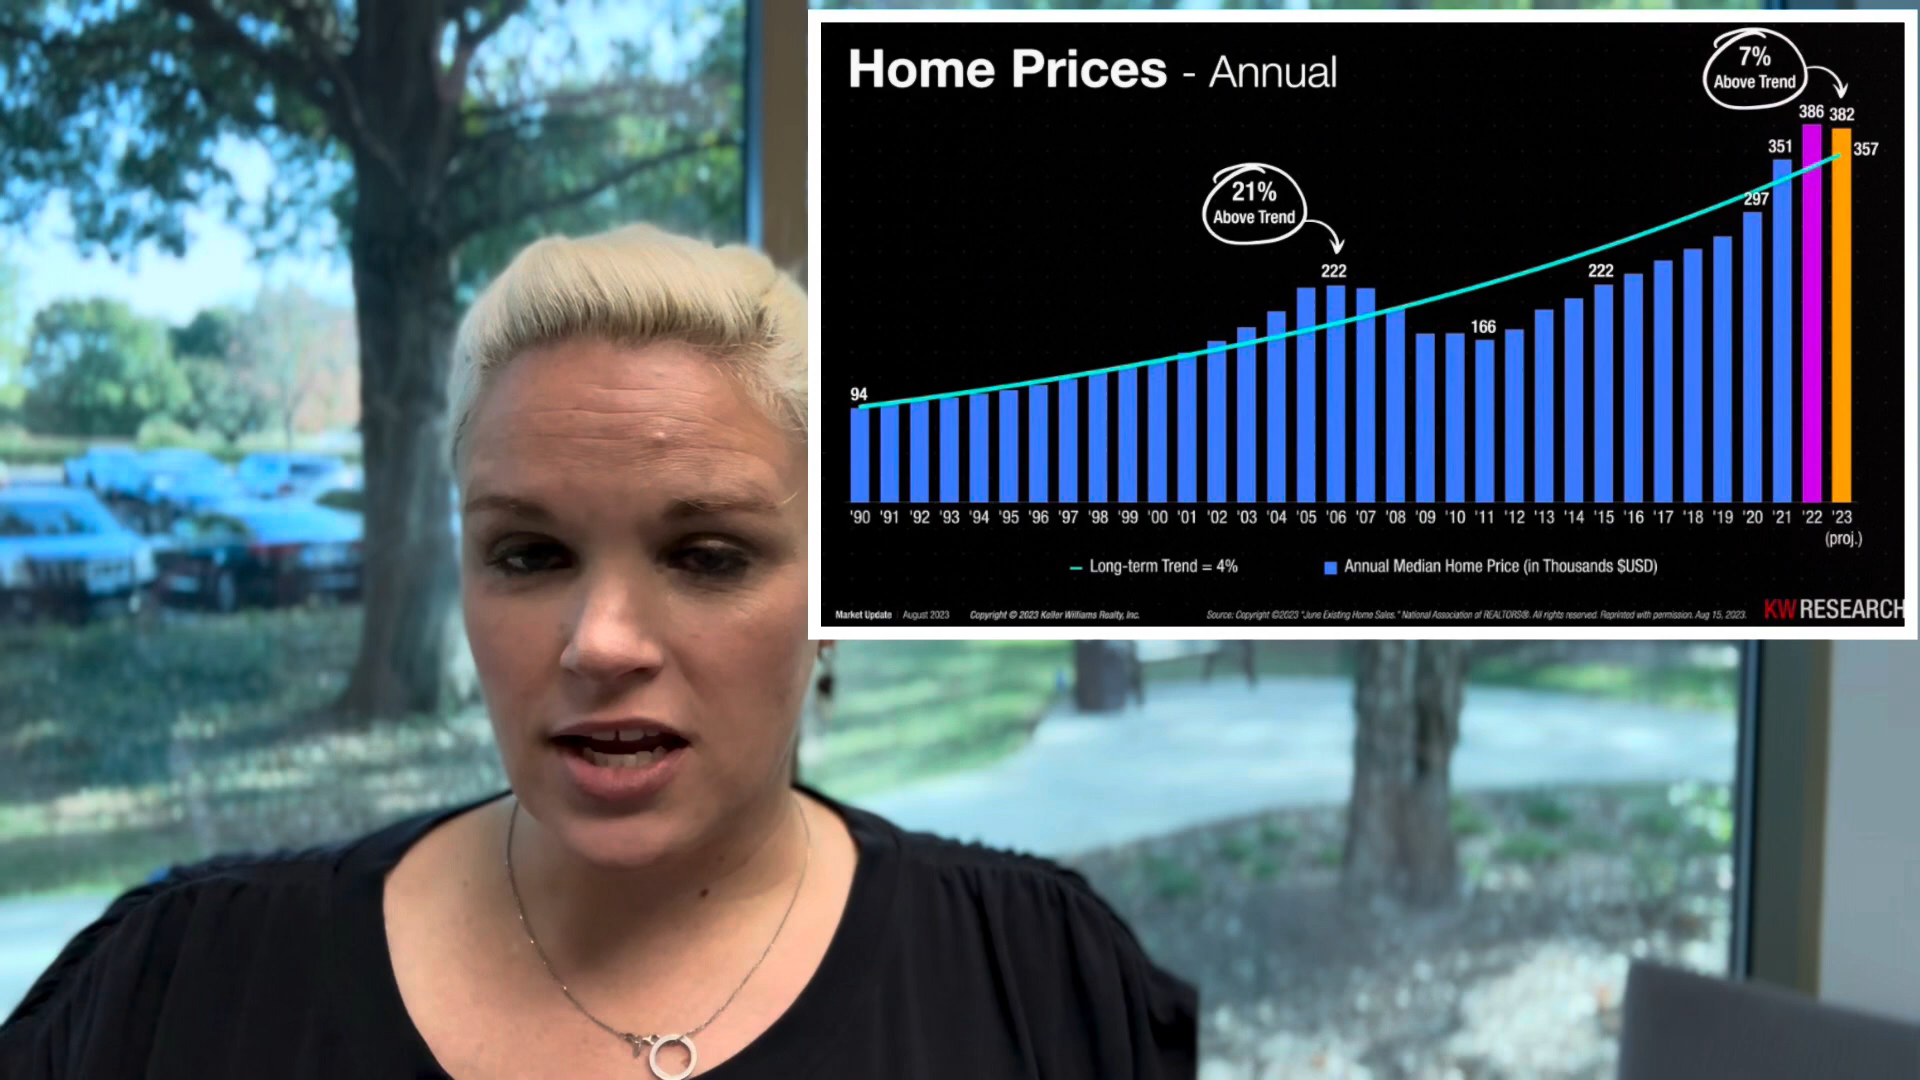 Home Prices - Annual
7%
Above Trend
386 382
357
351
297
21%
Above Trend
222
222
166
94
'90 '91 '92 '93 '94 '95 '96 '97 '98 '99 '00 '01 '02 '03 '04 '05 '06 '07 '08 '09 '10 '11 '12 '13 '14 '15 '16 '17 '18 '19 '20 '21 '22 '23
(proj.)
Long-term Trend = 4%
Annual Median Home Price (in Thousands $USD)
Market Update | August 2023 Copyright © 2023 Keller Williams Realty, Inc. Source: Copyright ©2023 "June Existing Home Sales." National Association of REALTORS®. All rights reserved. Reprinted with permission. Aug 15, 2023. KW RESEARCH